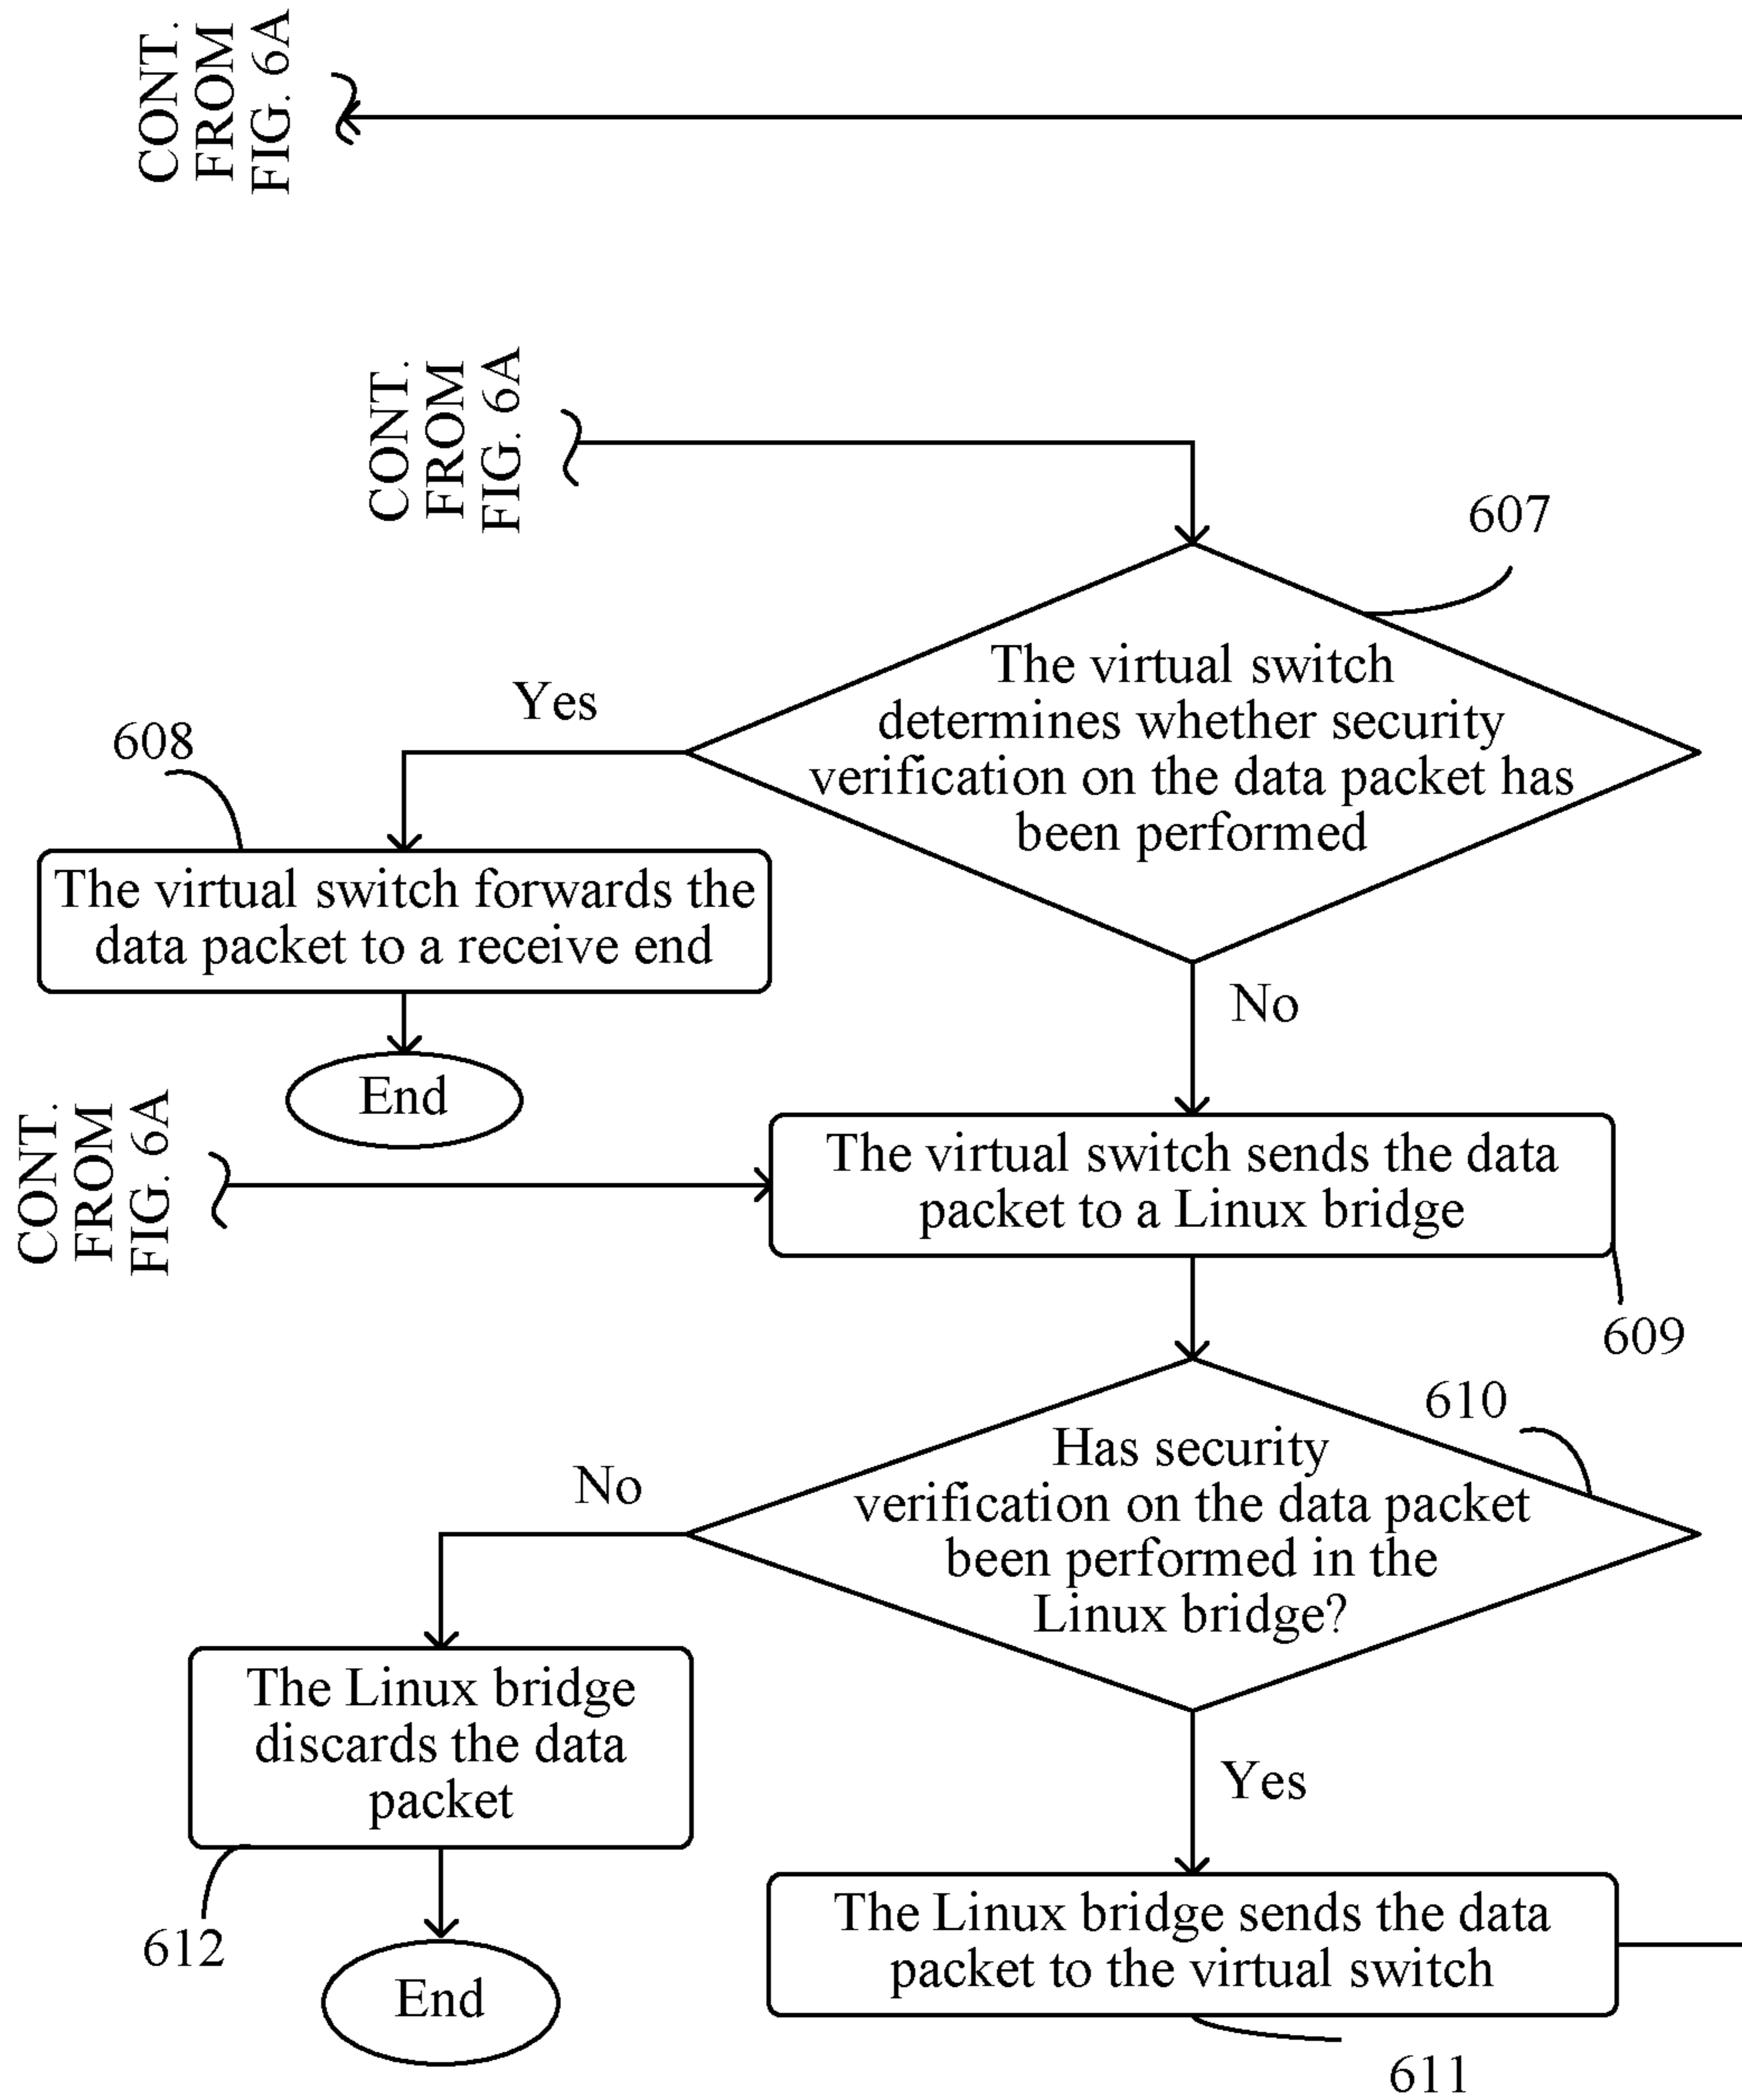 CONT.
FROM
FIG. 6A
CONT.
FROM
FIG. 6A
607
The virtual switch
determines whether security
verification on the data packet has
been performed
Yes
608
The virtual switch forwards the
data packet to a receive end
No
End
CONT.
FROM
FIG. 6A
The virtual switch sends the data
packet to a Linux bridge
609
610
Has security
verification on the data packet
been performed in the
Linux bridge?
No
The Linux bridge
discards the data
packet
Yes
612
End
The Linux bridge sends the data
packet to the virtual switch
611